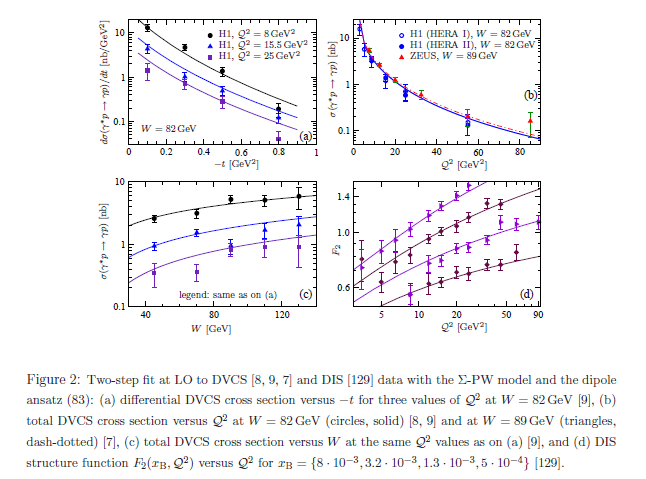 H1, Q² = 8 GeV²
H1, Q² = 15.5 GeV²
H1, Q² = 25 GeV²
W = 82 GeV
(a)
10
1
0.1
0 0.2 0.4 0.6 0.8 1
−t [GeV²]
dσ(γ*p → γp)/dt [nb/GeV²]
H1 (HERA I), W = 82 GeV
H1 (HERA II), W = 82 GeV
ZEUS, W = 89 GeV
(b)
10
1
0.1
0 20 40 60 80
Q² [GeV²]
σ(γ*p → γp) [nb]
10
1
0.1
legend: same as on (a)
(c)
40 80 120
W [GeV]
σ(γ*p → γp) [nb]
1.4
1.0
0.6
F₂
(d)
5 10 20 50 90
Q² [GeV²]
Figure 2: Two-step fit at LO to DVCS [8, 9, 7] and DIS [129] data with the Σ-PW model and the dipole
ansatz (83): (a) differential DVCS cross section versus −t for three values of Q² at W = 82 GeV [9], (b)
total DVCS cross section versus Q² at W = 82 GeV (circles, solid) [8, 9] and at W = 89 GeV (triangles,
dash-dotted) [7], (c) total DVCS cross section versus W at the same Q² values as on (a) [9], and (d) DIS
structure function F₂(x_B, Q²) versus Q² for x_B = {8 · 10⁻³, 3.2 · 10⁻³, 1.3 · 10⁻³, 5 · 10⁻⁴} [129].